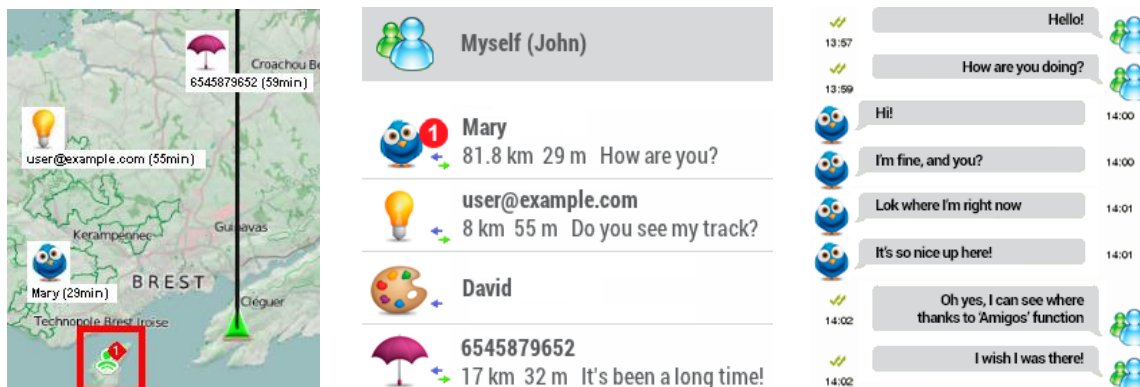 Croachou Be
6545879652 (59min)
user@example.com (55min)
Guipavas
Kerampennec
Mary (29min)
BREST
Cléguer
Technopole Brest Iroise
1
Myself (John)
1
Mary
81.8 km 29 m How are you?
user@example.com
8 km 55 m Do you see my track?
David
6545879652
17 km 32 m It's been a long time!
Hello!
13:57
How are you doing?
13:59
Hi!
14:00
I'm fine, and you?
14:00
Lok where I'm right now
14:01
It's so nice up here!
14:01
Oh yes, I can see where
thanks to 'Amigos' function
14:02
I wish I was there!
14:02